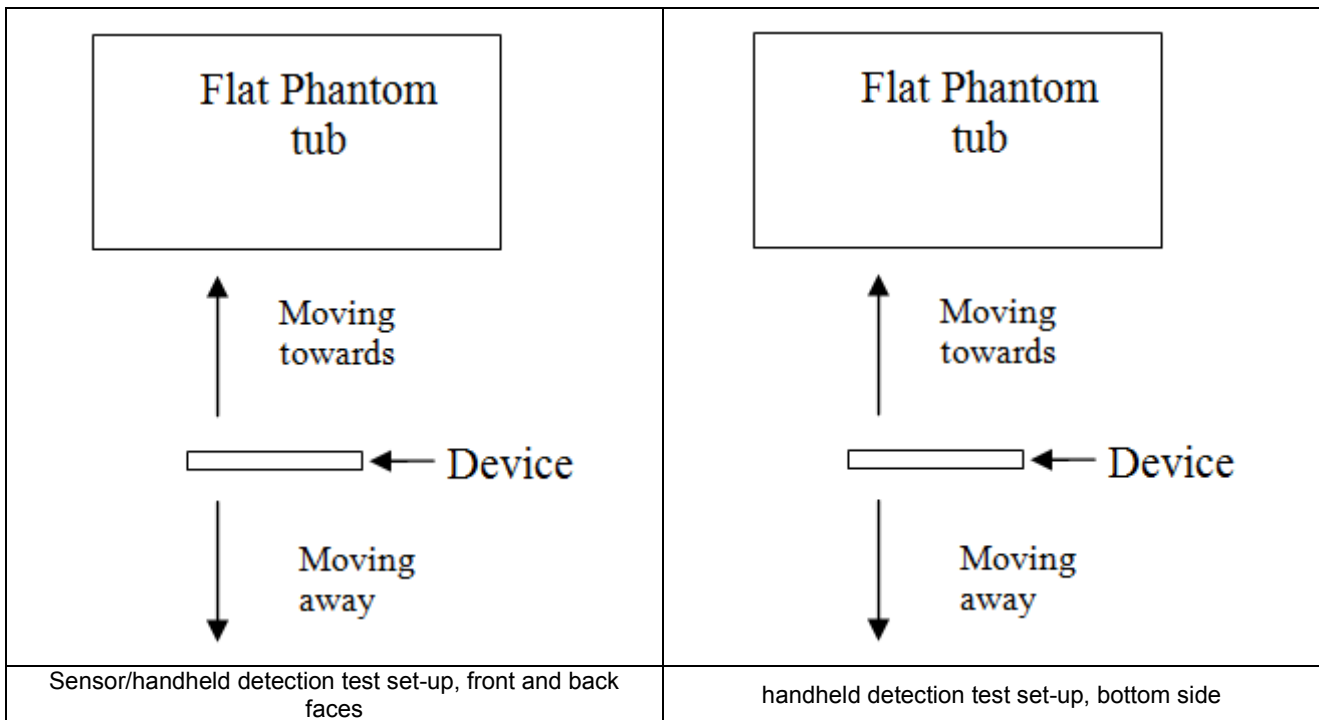 Flat Phantom
tub
Moving
towards
Device
Moving
away
Sensor/handheld detection test set-up, front and back
faces
Flat Phantom
tub
Moving
towards
Device
Moving
away
handheld detection test set-up, bottom side